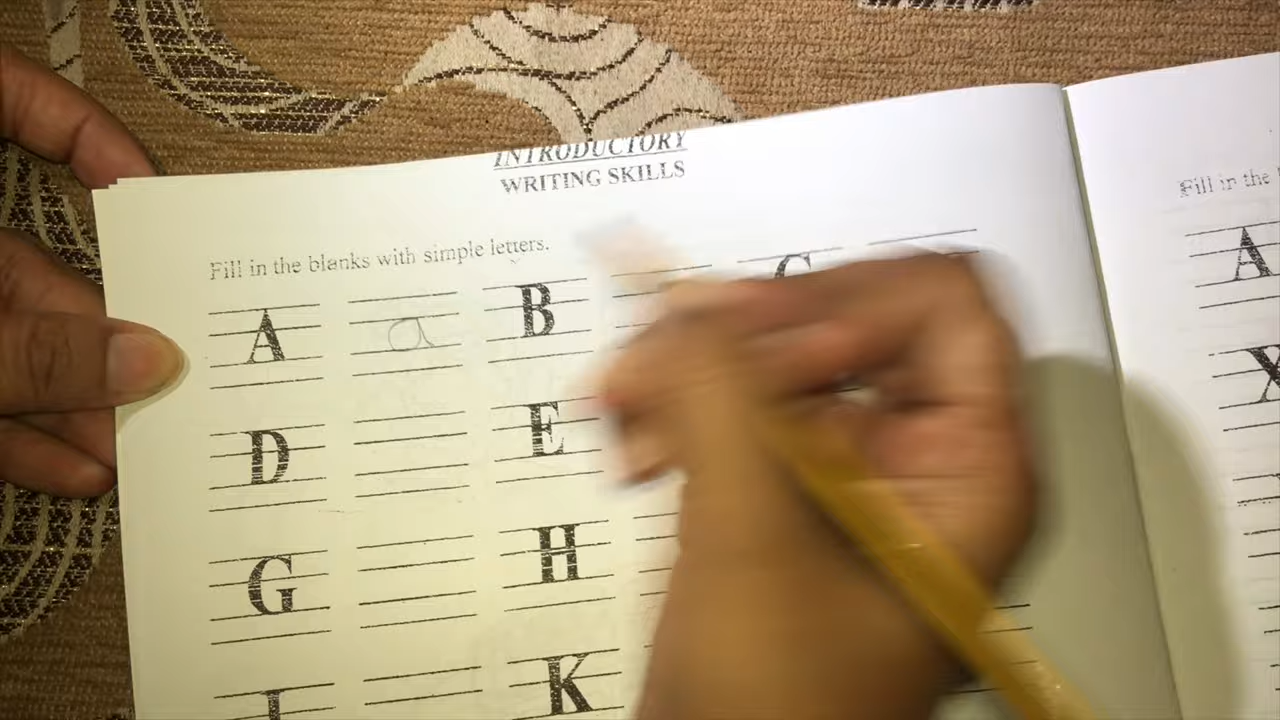 INTRODUCTORY
WRITING SKILLS
Fill in the blanks with simple letters.
A a B C
D E
G H
K
Fill in the
A
X